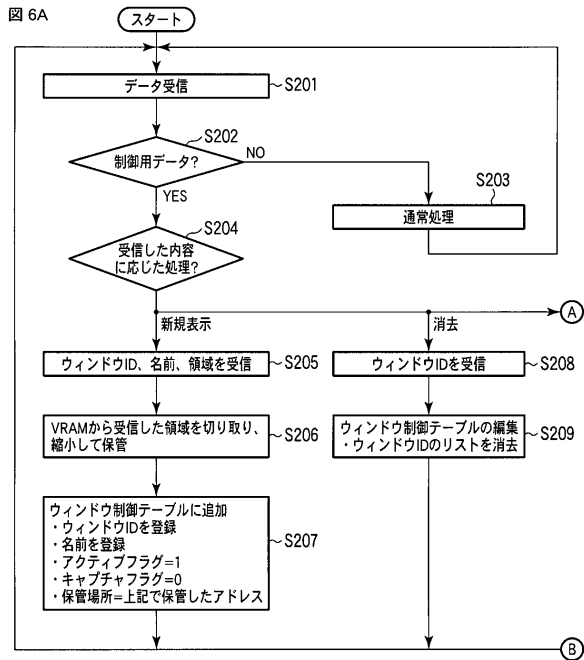 図 6A
スタート
データ受信
S201
S202
制御用データ?
NO
YES
S203
通常処理
S204
受信した内容
に応じた処理?
A
新規表示
消去
ウィンドウID、名前、領域を受信
S205
ウィンドウIDを受信
S208
VRAMから受信した領域を切り取り、
縮小して保管
S206
ウィンドウ制御テーブルの編集
・ウィンドウIDのリストを消去
S209
ウィンドウ制御テーブルに追加
・ウィンドウIDを登録
・名前を登録
・アクティブフラグ=1
・キャプチャフラグ=0
・保管場所=上記で保管したアドレス
S207
B